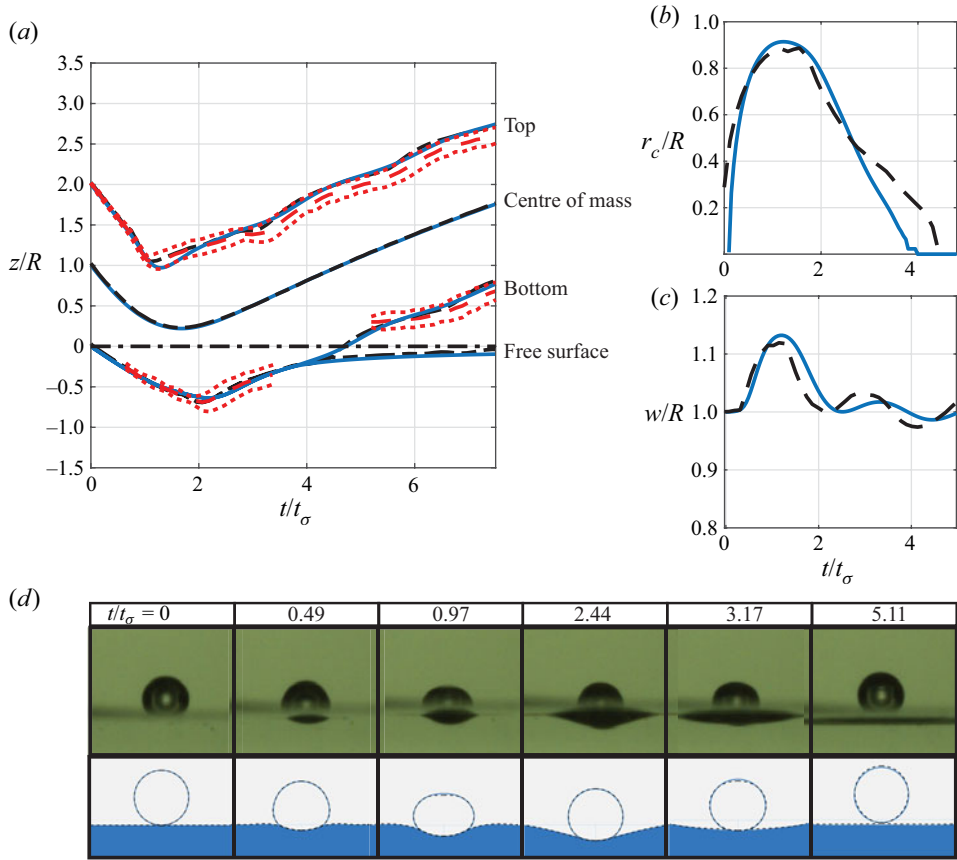 (a)
3.5
3.0
2.5
2.0
1.5
z/R 1.0
0.5
0
−0.5
−1.0
−1.5
0 2 4 6
t/tσ
Top
Centre of mass
Bottom
Free surface
(b)
1.0
0.8
0.6
rc/R
0.4
0.2
0 2 4
(c)
1.2
1.1
w/R 1.0
0.9
0.8
0 2 4
t/tσ
(d)
t/tσ = 0 0.49 0.97 2.44 3.17 5.11